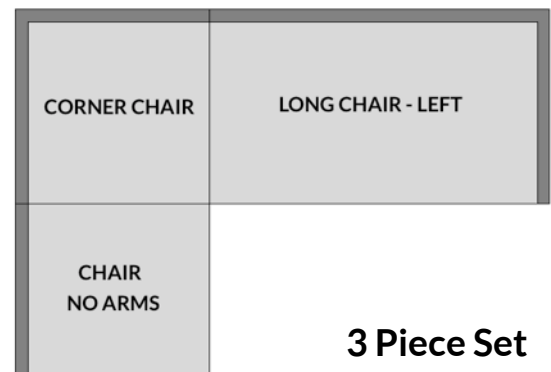 CORNER CHAIR
LONG CHAIR - LEFT
CHAIR
NO ARMS
3 Piece Set